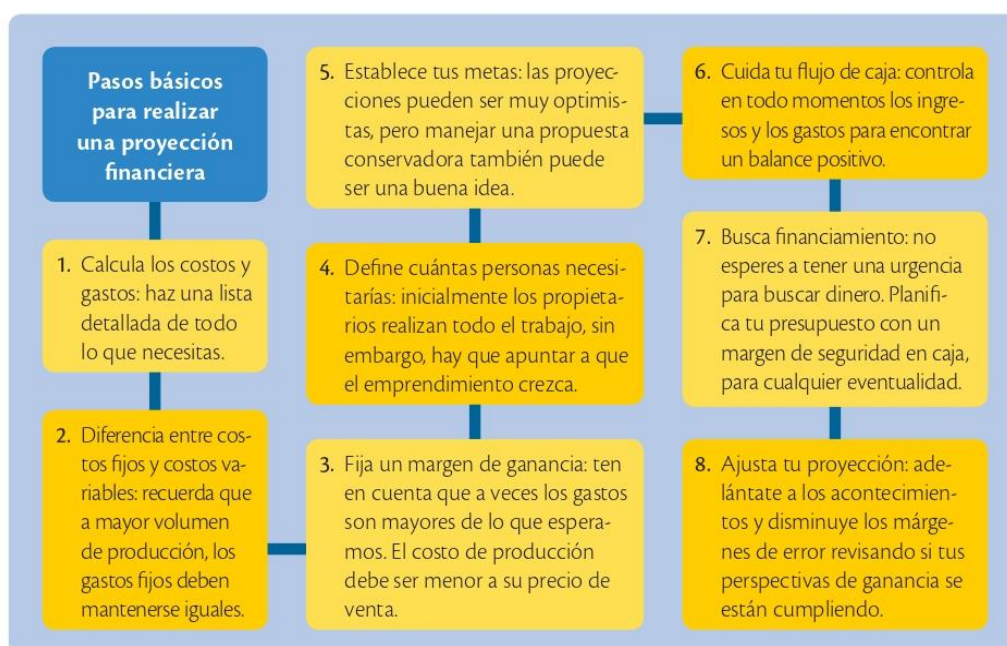 Pasos básicos
para realizar
una proyección
financiera
1. Calcula los costos y
gastos: haz una lista
detallada de todo
lo que necesitas.
2. Diferencia entre cos-
tos fijos y costos va-
riables: recuerda que
a mayor volumen
de producción, los
gastos fijos deben
mantenerse iguales.
3. Fija un margen de ganancia: ten
en cuenta que a veces los gastos
son mayores de lo que espera-
mos. El costo de producción
debe ser menor a su precio de
venta.
4. Define cuántas personas necesi-
tarías: inicialmente los propieta-
rios realizan todo el trabajo, sin
embargo, hay que apuntar a que
el emprendimiento crezca.
5. Establece tus metas: las proyec-
ciones pueden ser muy optimis-
tas, pero manejar una propuesta
conservadora también puede
ser una buena idea.
6. Cuida tu flujo de caja: controla
en todo momentos los ingre-
sos y los gastos para encontrar
un balance positivo.
7. Busca financiamiento: no
esperes a tener una urgencia
para buscar dinero. Planifi-
ca tu presupuesto con un
margen de seguridad en caja,
para cualquier eventualidad.
8. Ajusta tu proyección: ade-
lántate a los acontecimien-
tos y disminuye los márge-
nes de error revisando si tus
perspectivas de ganancia se
están cumpliendo.